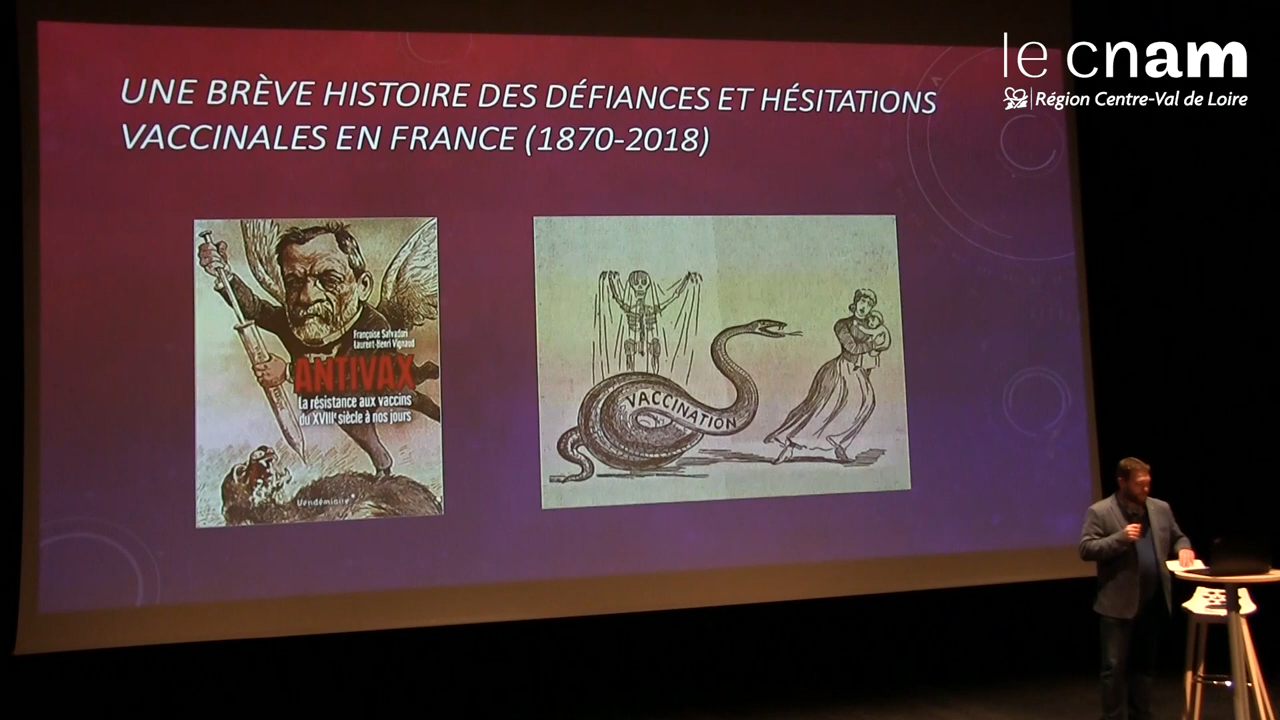 le cnam
Région Centre-Val de Loire
UNE BRÈVE HISTOIRE DES DÉFIANCES ET HÉSITATIONS
VACCINALES EN FRANCE (1870-2018)
Françoise Salvadori
Laurent-Henri Vignaud
ANTIVAX
La résistance aux vaccins
du XVIIIe siècle à nos jours
Vendémiaire
VACCINATION